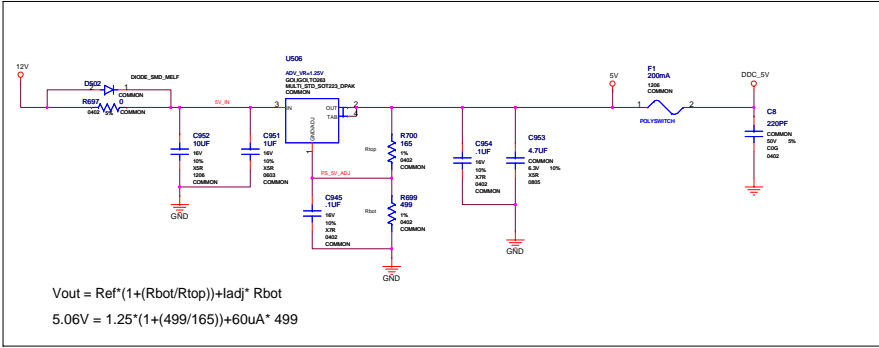 U506
ADV_VR=1.25V
GOI,IGOI,TO263
MULTI_STD_SOT223_DPAK
COMMON
12V
D502
DIODE_SMD_MELF
2
1
COMMON
R697
0
0402
5%
COMMON
5V_IN
3
IN
OUT
TAB
2
4
GND/ADJ
1
5V
F1
200mA
1206
COMMON
1
2
POLYSWITCH
DDC_5V
C8
220PF
COMMON
50V 5%
C0G
0402
C952
10UF
16V
10%
X5R
1206
COMMON
C951
1UF
16V
10%
X5R
0603
COMMON
Rtop
R700
165
1%
0402
COMMON
C954
.1UF
16V
10%
X7R
0402
COMMON
C953
4.7UF
COMMON
6.3V 10%
X5R
0805
PS_5V_ADJ
C945
.1UF
16V
10%
X7R
0402
COMMON
Rbot
R699
499
1%
0402
COMMON
GND
GND
GND
GND
Vout = Ref*(1+(Rbot/Rtop))+Iadj* Rbot
5.06V = 1.25*(1+(499/165))+60uA* 499